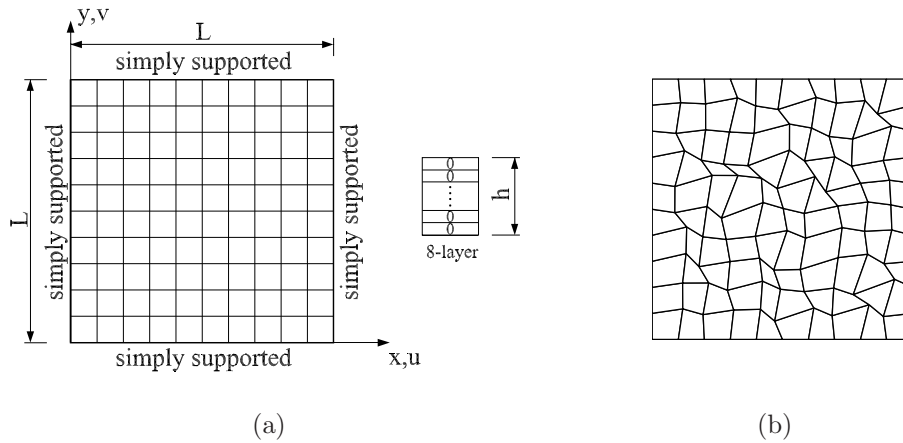 y,v
L
simply supported
simply supported
L
simply supported
h
8-layer
simply supported
x,u
(a)
(b)